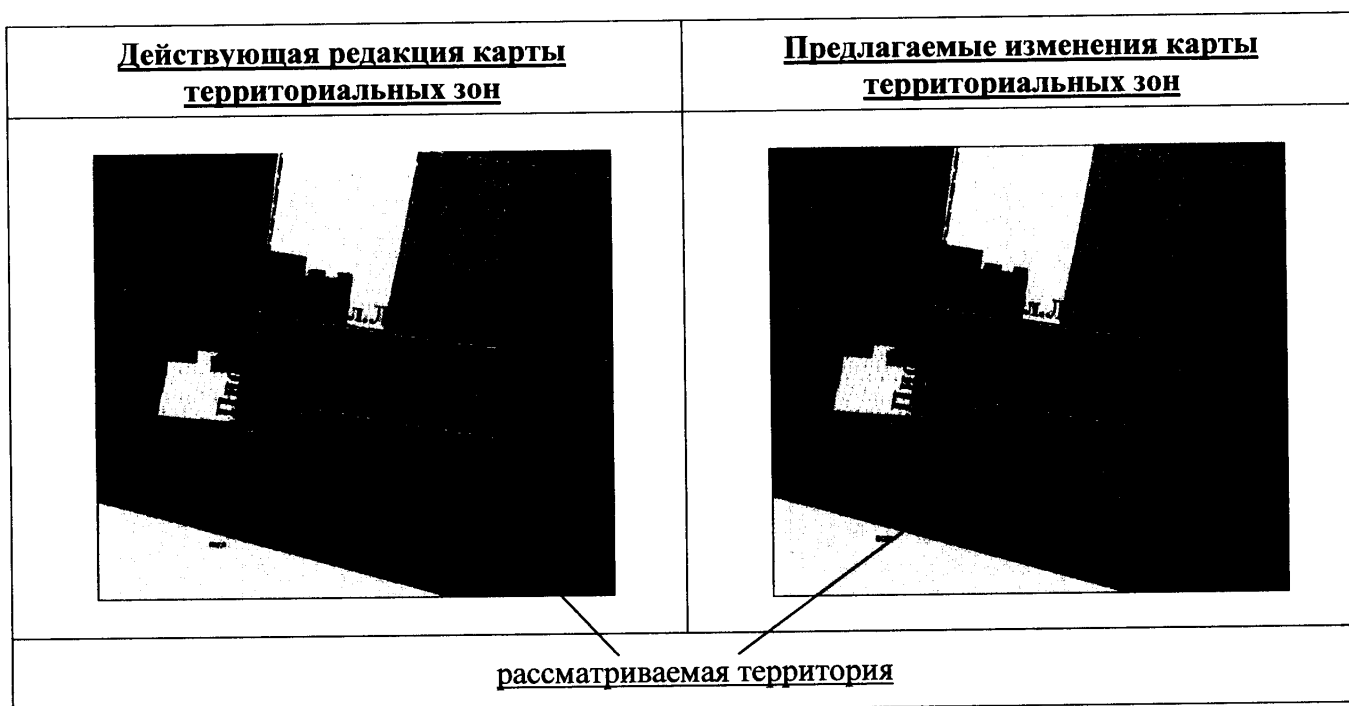 Действующая редакция карты
территориальных зон
Предлагаемые изменения карты
территориальных зон
л.Л
л.Л
рассматриваемая территория